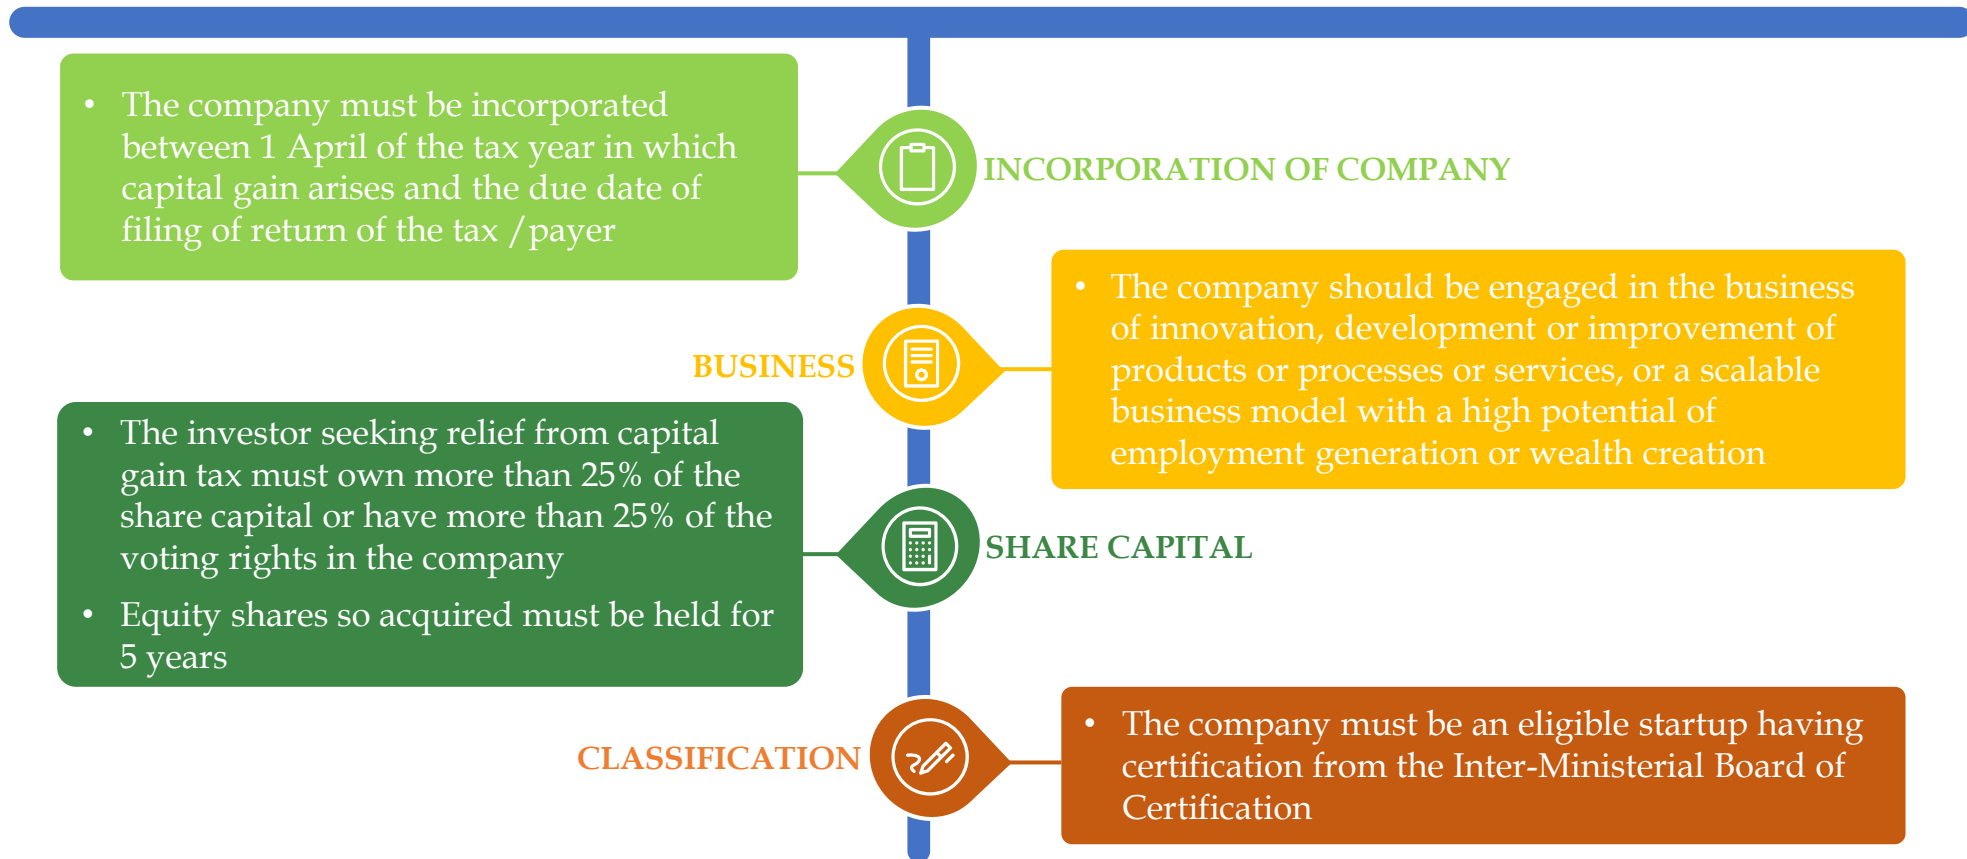 • The company must be incorporated
between 1 April of the tax year in which
capital gain arises and the due date of
filing of return of the tax /payer
INCORPORATION OF COMPANY
BUSINESS
• The company should be engaged in the business
of innovation, development or improvement of
products or processes or services, or a scalable
business model with a high potential of
employment generation or wealth creation
• The investor seeking relief from capital
gain tax must own more than 25% of the
share capital or have more than 25% of the
voting rights in the company
• Equity shares so acquired must be held for
5 years
SHARE CAPITAL
CLASSIFICATION
• The company must be an eligible startup having
certification from the Inter-Ministerial Board of
Certification